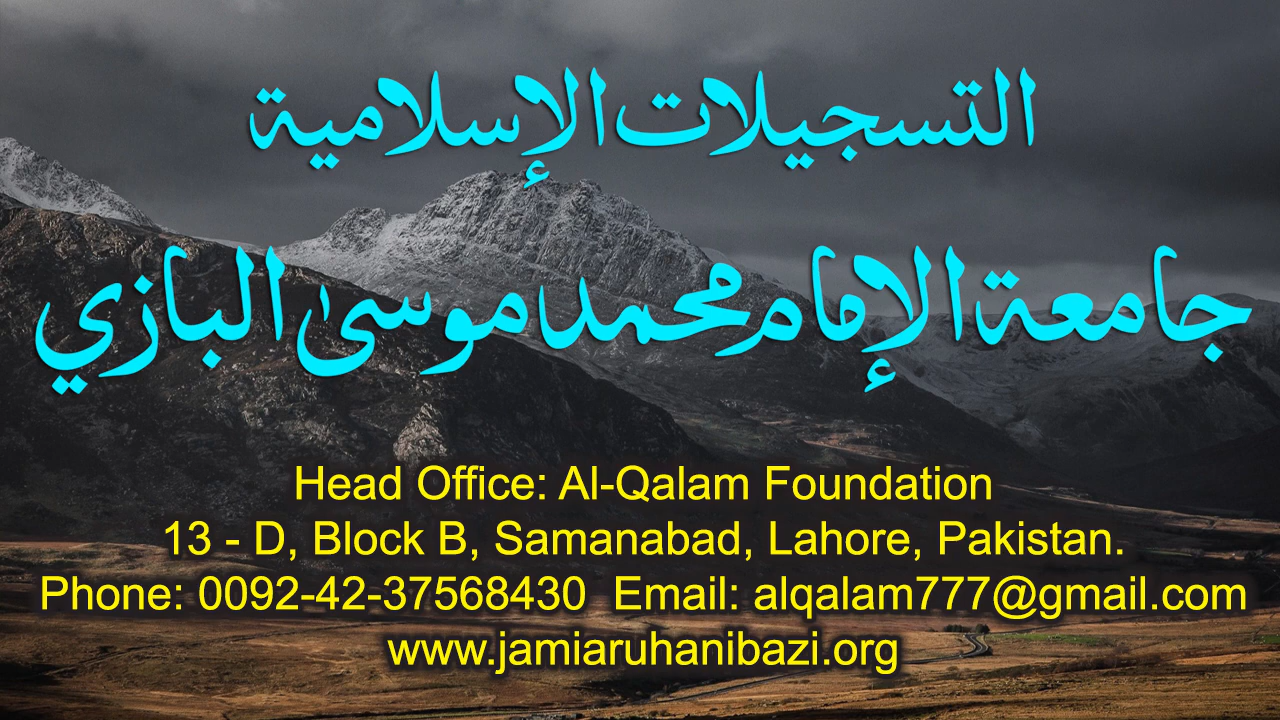 التسجيلات الإسلامية
جامعة الإمام محمد موسىٰ البازي
Head Office: Al-Qalam Foundation
13 - D, Block B, Samanabad, Lahore, Pakistan.
Phone: 0092-42-37568430 Email: alqalam777@gmail.com
www.jamiaruhanibazi.org